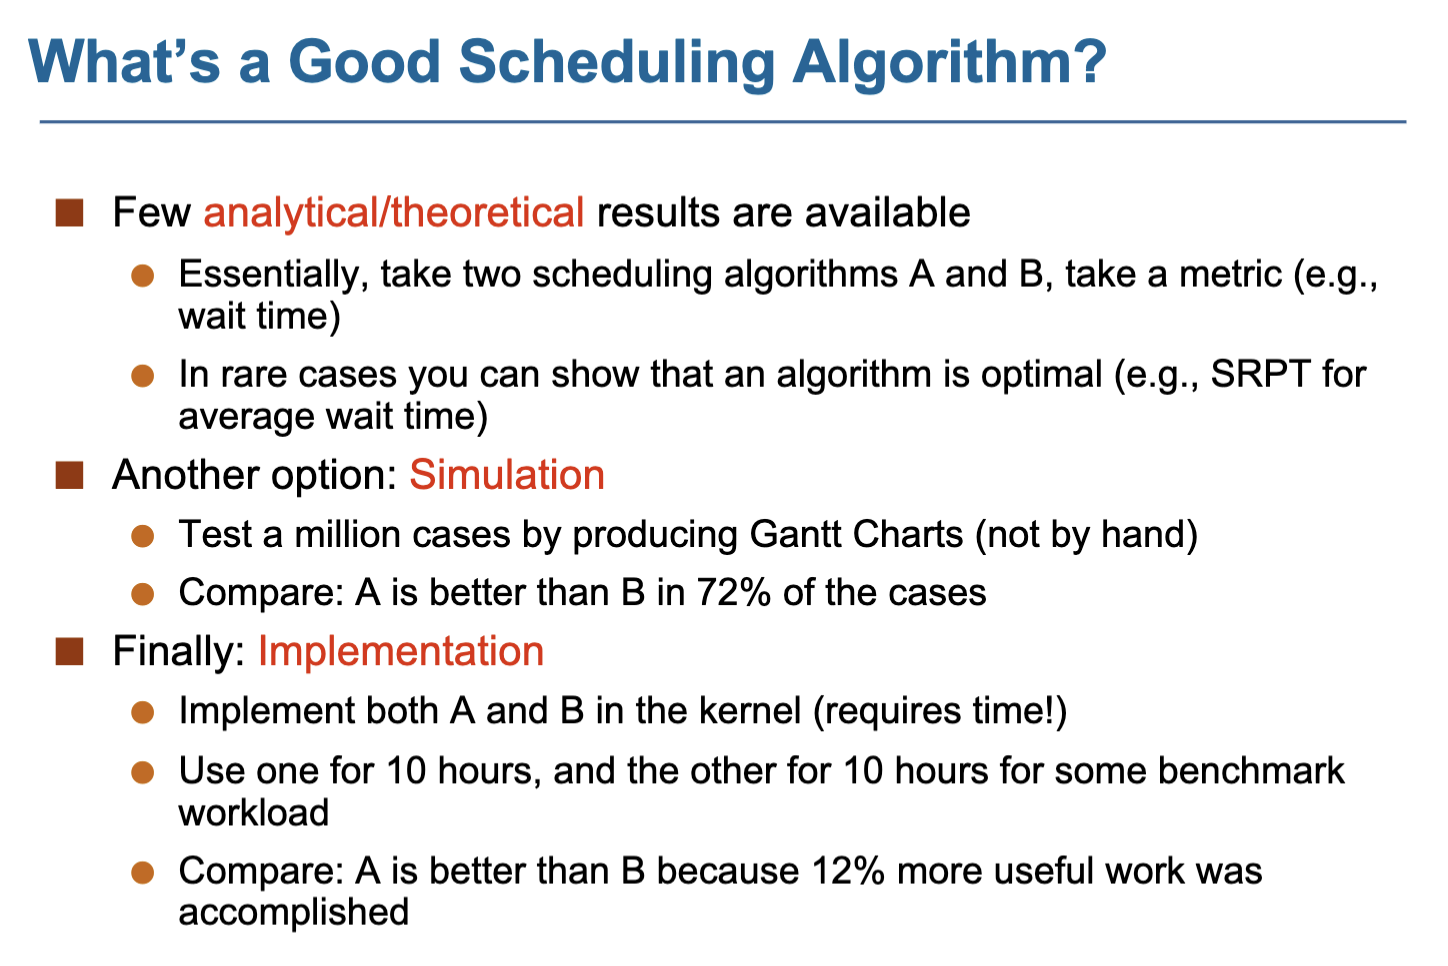 What’s a Good Scheduling Algorithm?
Few analytical/theoretical results are available
Essentially, take two scheduling algorithms A and B, take a metric (e.g.,
wait time)
In rare cases you can show that an algorithm is optimal (e.g., SRPT for
average wait time)
Another option: Simulation
Test a million cases by producing Gantt Charts (not by hand)
Compare: A is better than B in 72% of the cases
Finally: Implementation
Implement both A and B in the kernel (requires time!)
Use one for 10 hours, and the other for 10 hours for some benchmark
workload
Compare: A is better than B because 12% more useful work was
accomplished